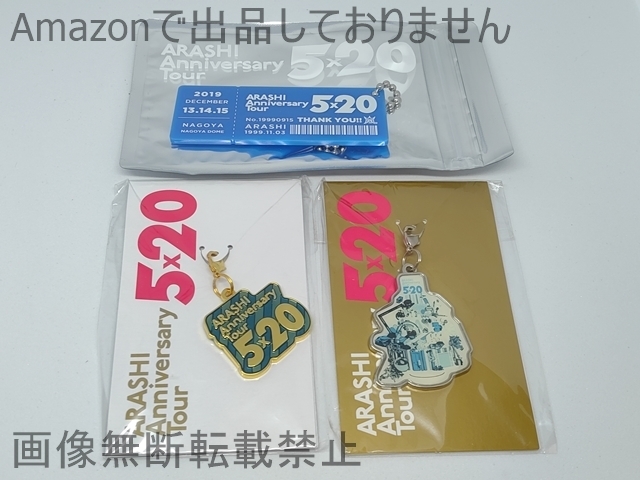 Amazonで出品しておりません
ARASHI
Anniversary
Tour
5×20
2019
DECEMBER
13.14.15
NAGOYA
NAGOYA DOME
ARASHI
Anniversary
Tour
5×20
No.19990915 THANK YOU!!
ARASHI
1999.11.03
5×20
ARASHI
Anniversary
Tour
ARASHI
Anniversary
Tour
5×20
5×20
ARASHI
Anniversary
Tour
5×20
画像無断転載禁止